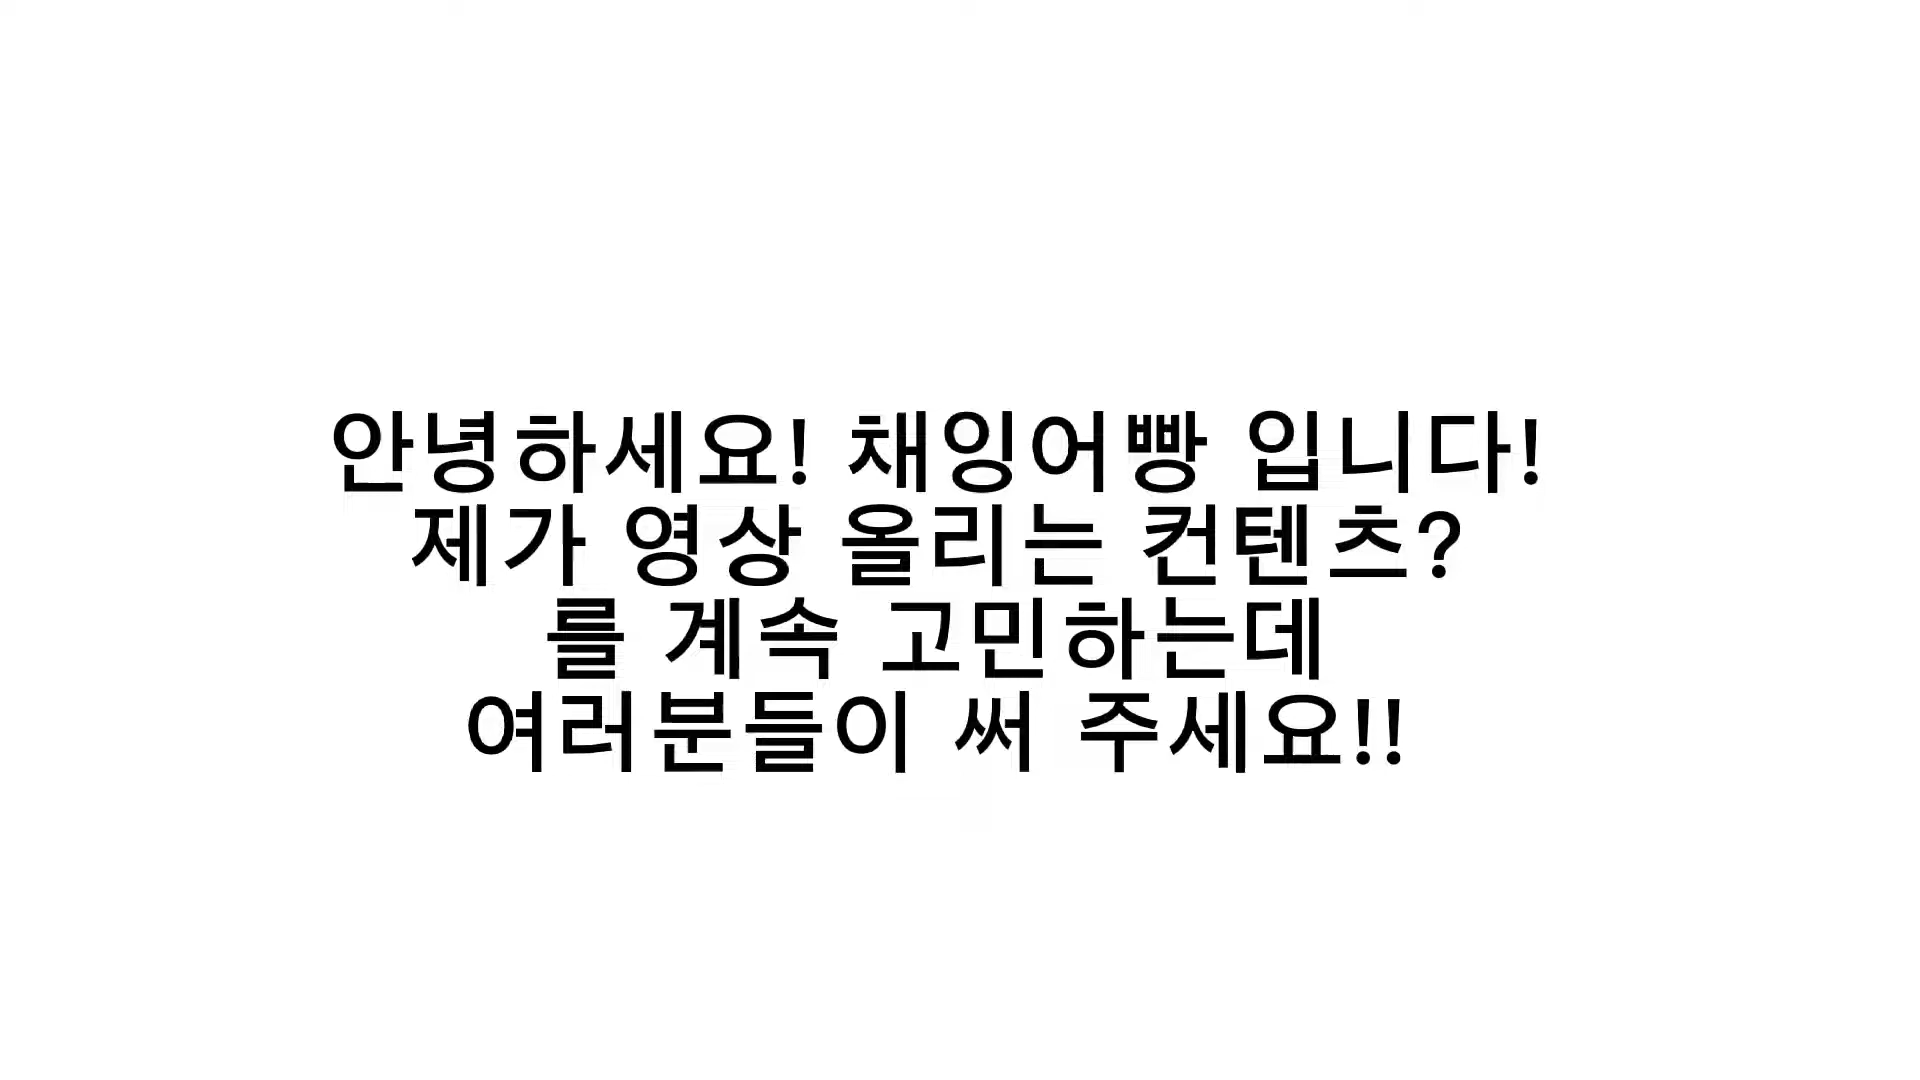 안녕하세요! 채잉어빵 입니다!
제가 영상 올리는 컨텐츠?
를 계속 고민하는데
여러분들이 써 주세요!!